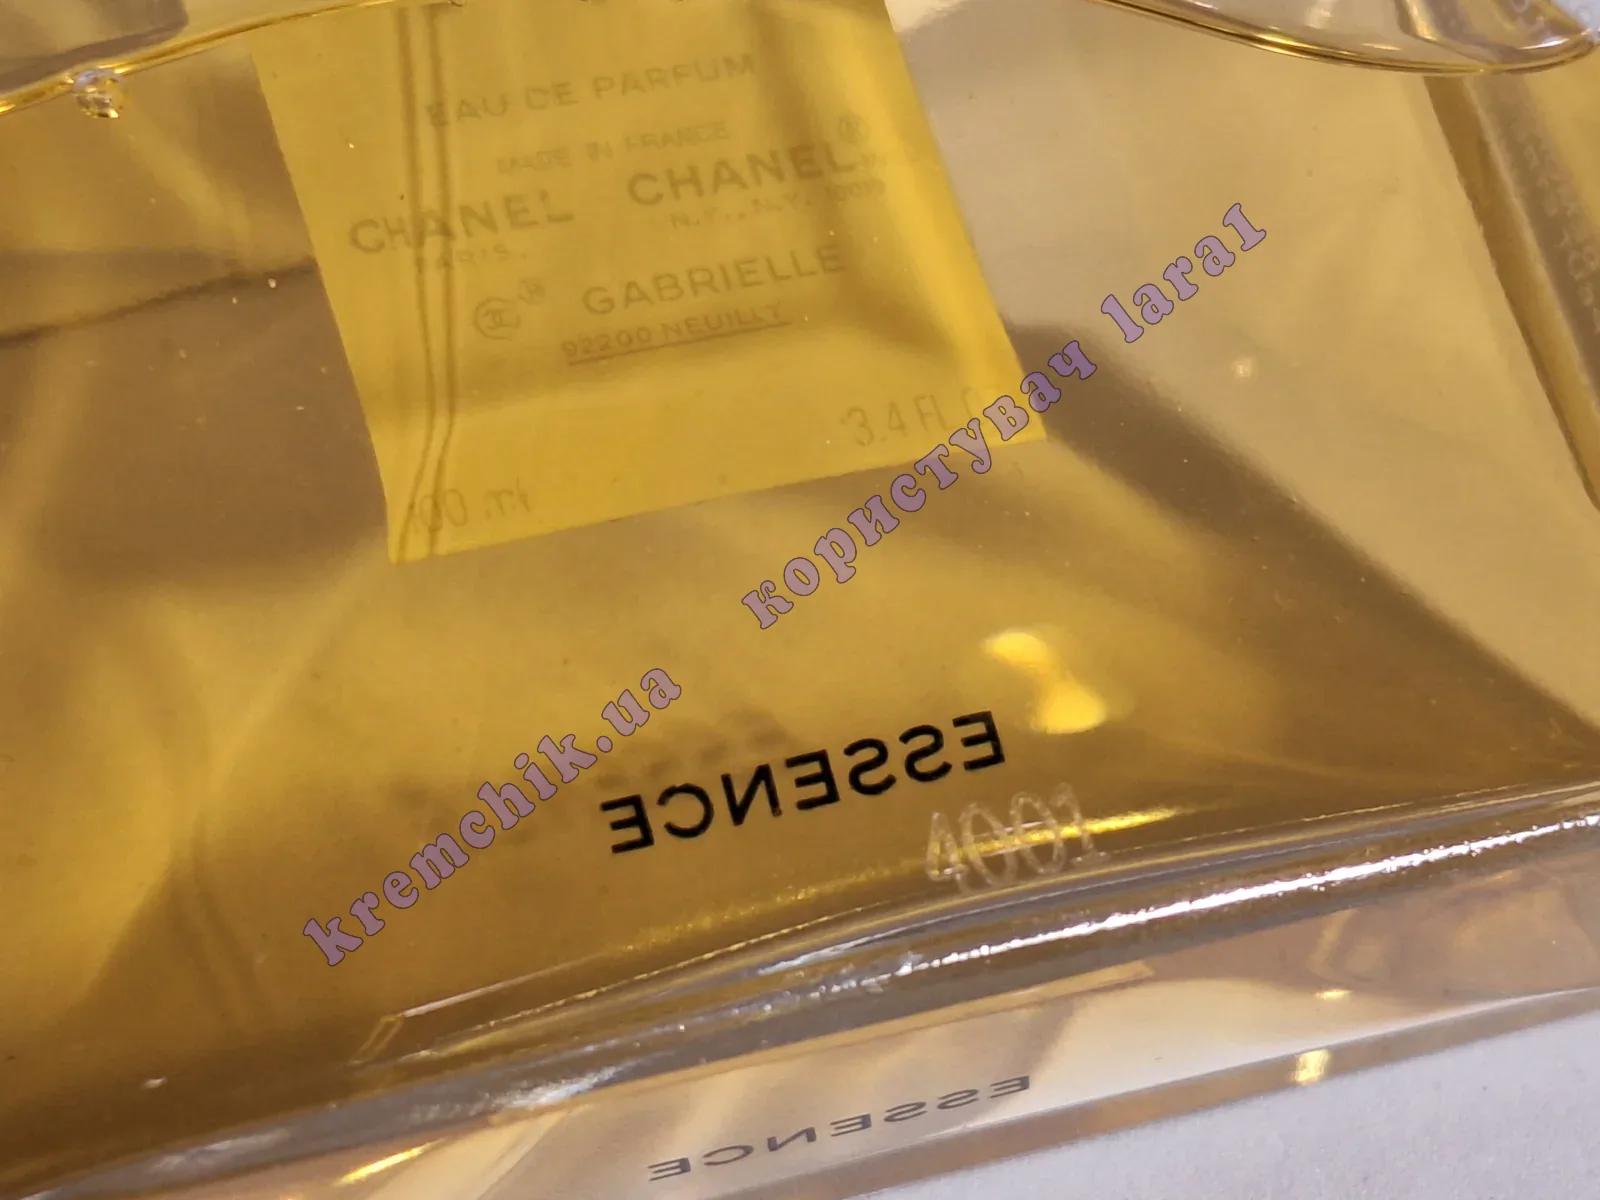 EAU DE PARFUM
MADE IN FRANCE
CHANEL CHANEL ®
PARIS. N.Y., N.Y. 10019
GABRIELLE
92200 NEUILLY
100 ml 3.4 FL
ESSENCE
4001
ESSENCE
kremchik.ua користувач lara1